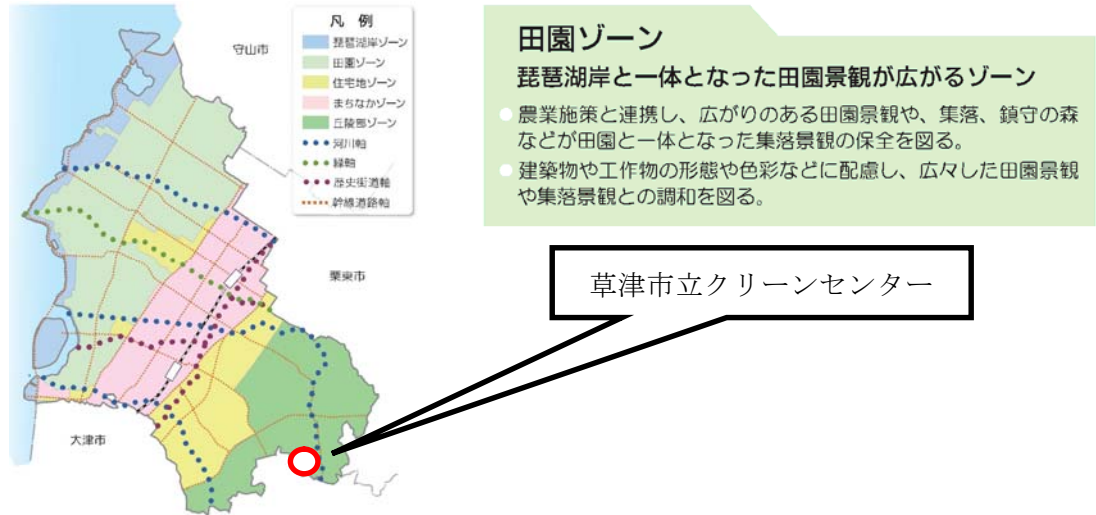 凡例
琵琶湖岸ゾーン
田園ゾーン
住宅地ゾーン
まちなかゾーン
丘陵部ゾーン
河川軸
緑軸
歴史街道軸
幹線道路軸
守山市
栗東市
大津市
田園ゾーン
琵琶湖岸と一体となった田園景観が広がるゾーン
農業施策と連携し、広がりのある田園景観や、集落、鎮守の森
などが田園と一体となった集落景観の保全を図る。
建築物や工作物の形態や色彩などに配慮し、広々した田園景観
や集落景観との調和を図る。
草津市立クリーンセンター